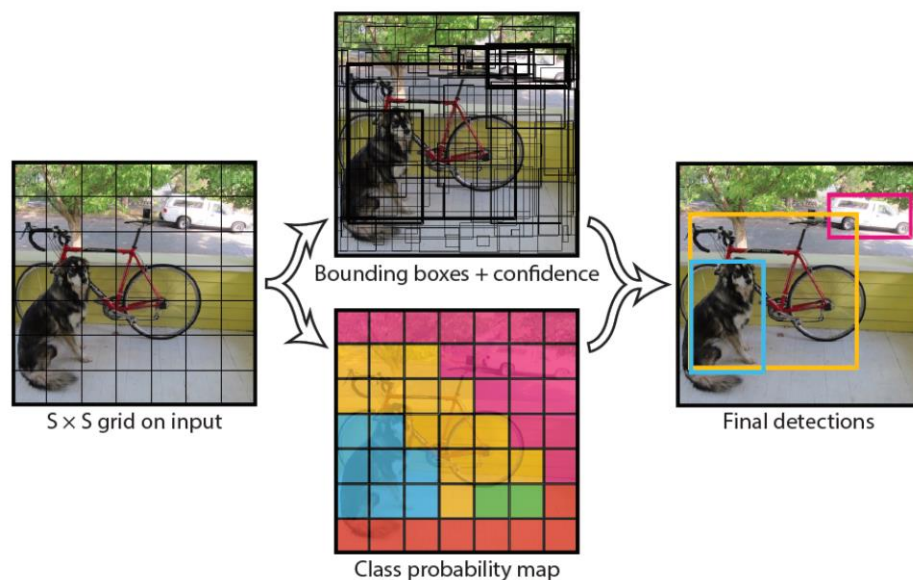 Bounding boxes + confidence
S × S grid on input
Final detections
Class probability map